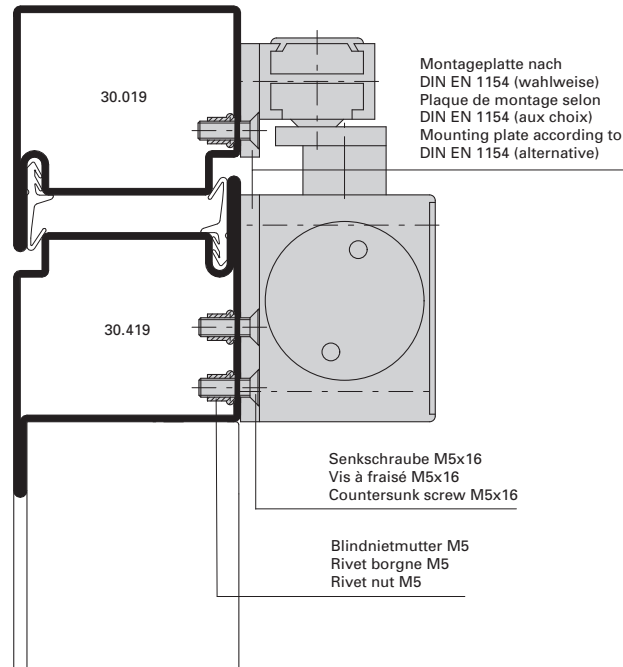 30.019
Montageplatte nach
DIN EN 1154 (wahlweise)
Plaque de montage selon
DIN EN 1154 (aux choix)
Mounting plate according to
DIN EN 1154 (alternative)
30.419
Senkschraube M5x16
Vis à fraisé M5x16
Countersunk screw M5x16
Blindnietmutter M5
Rivet borgne M5
Rivet nut M5